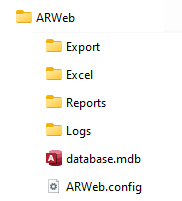 ARWeb
Export
Excel
Reports
Logs
database.mdb
ARWeb.config